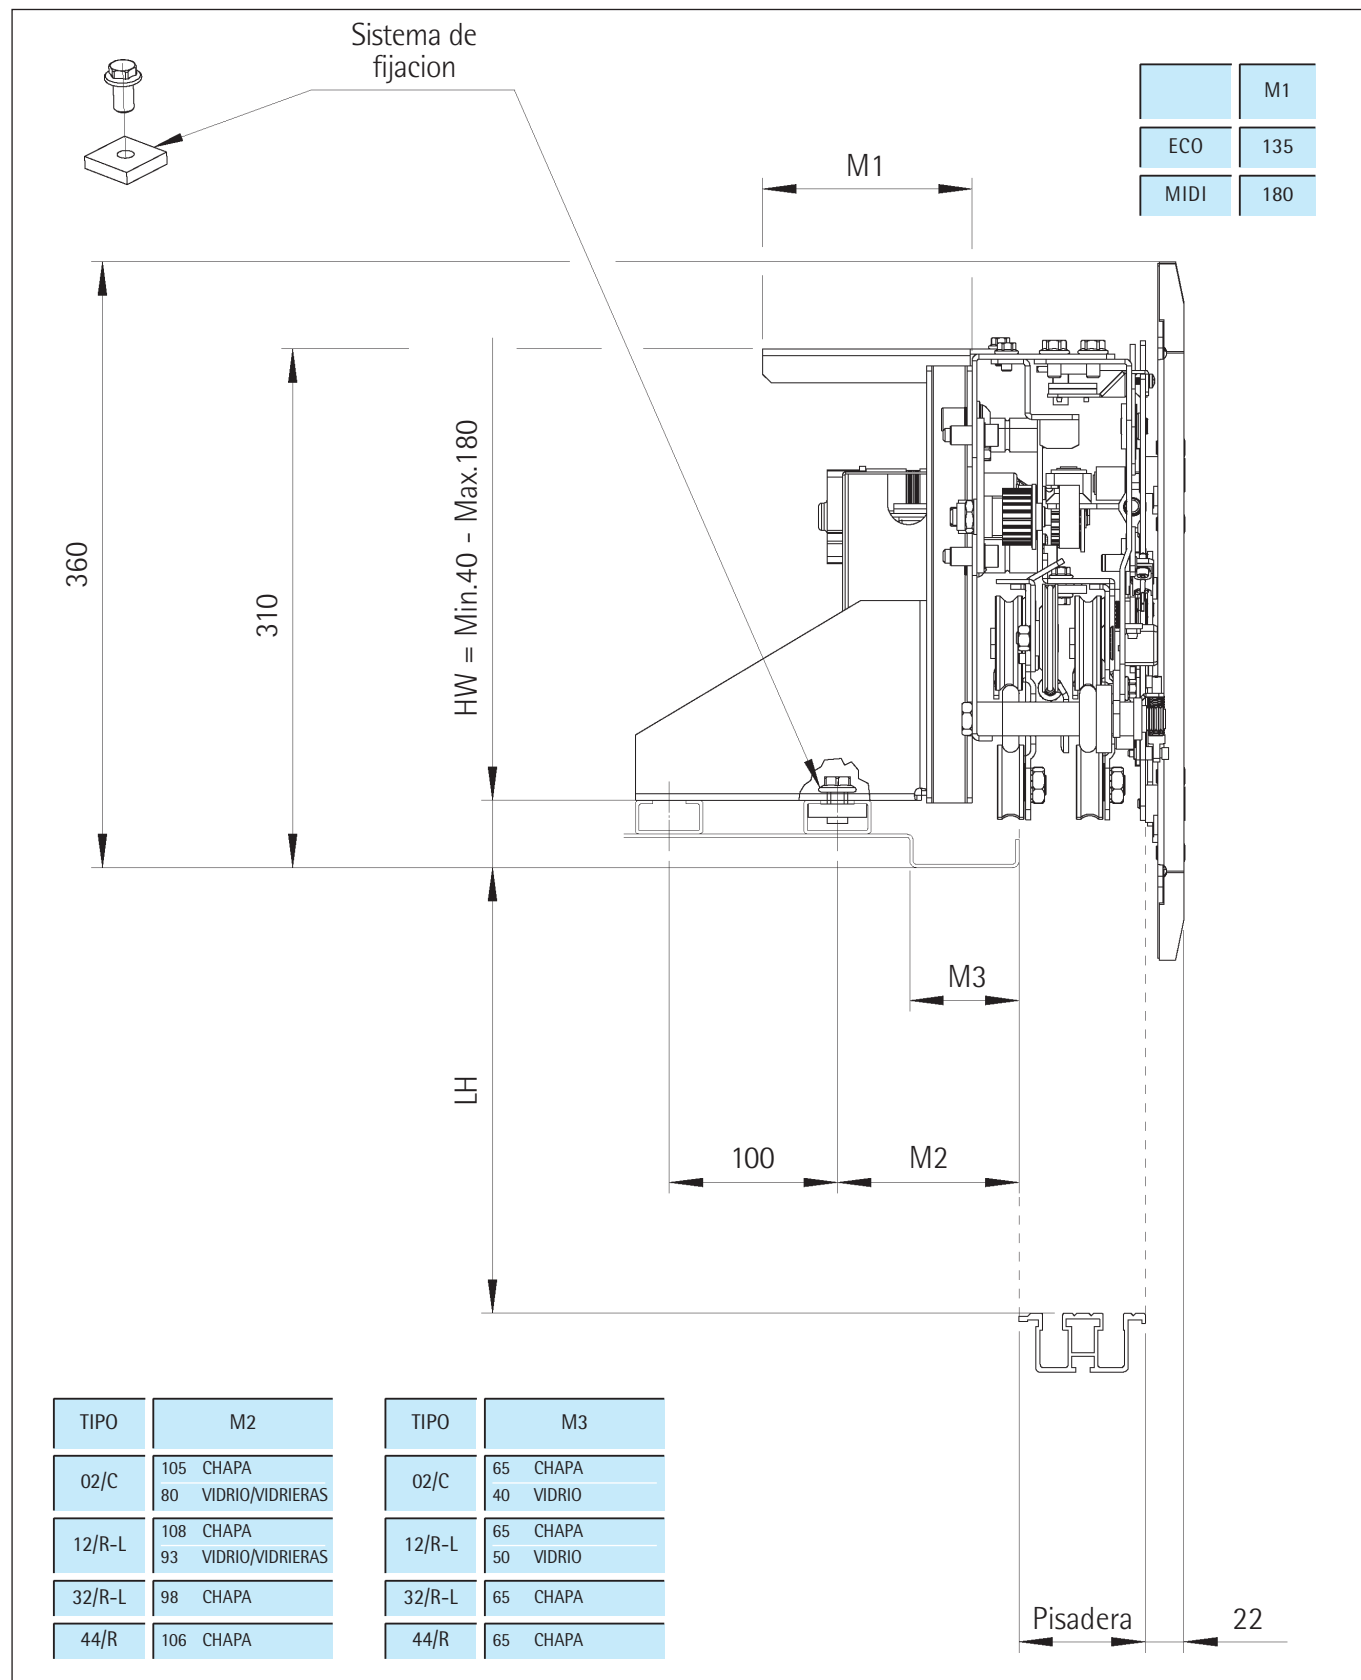 Sistema de
fijacion
M1
ECO 135
MIDI 180
M1
360
310
HW = Min.40 - Max.180
M3
LH
100
M2
TIPO M2
02/C
105 CHAPA
80 VIDRIO/VIDRIERAS
12/R-L
108 CHAPA
93 VIDRIO/VIDRIERAS
32/R-L 98 CHAPA
44/R 106 CHAPA
TIPO M3
02/C
65 CHAPA
40 VIDRIO
12/R-L
65 CHAPA
50 VIDRIO
32/R-L 65 CHAPA
44/R 65 CHAPA
Pisadera
22